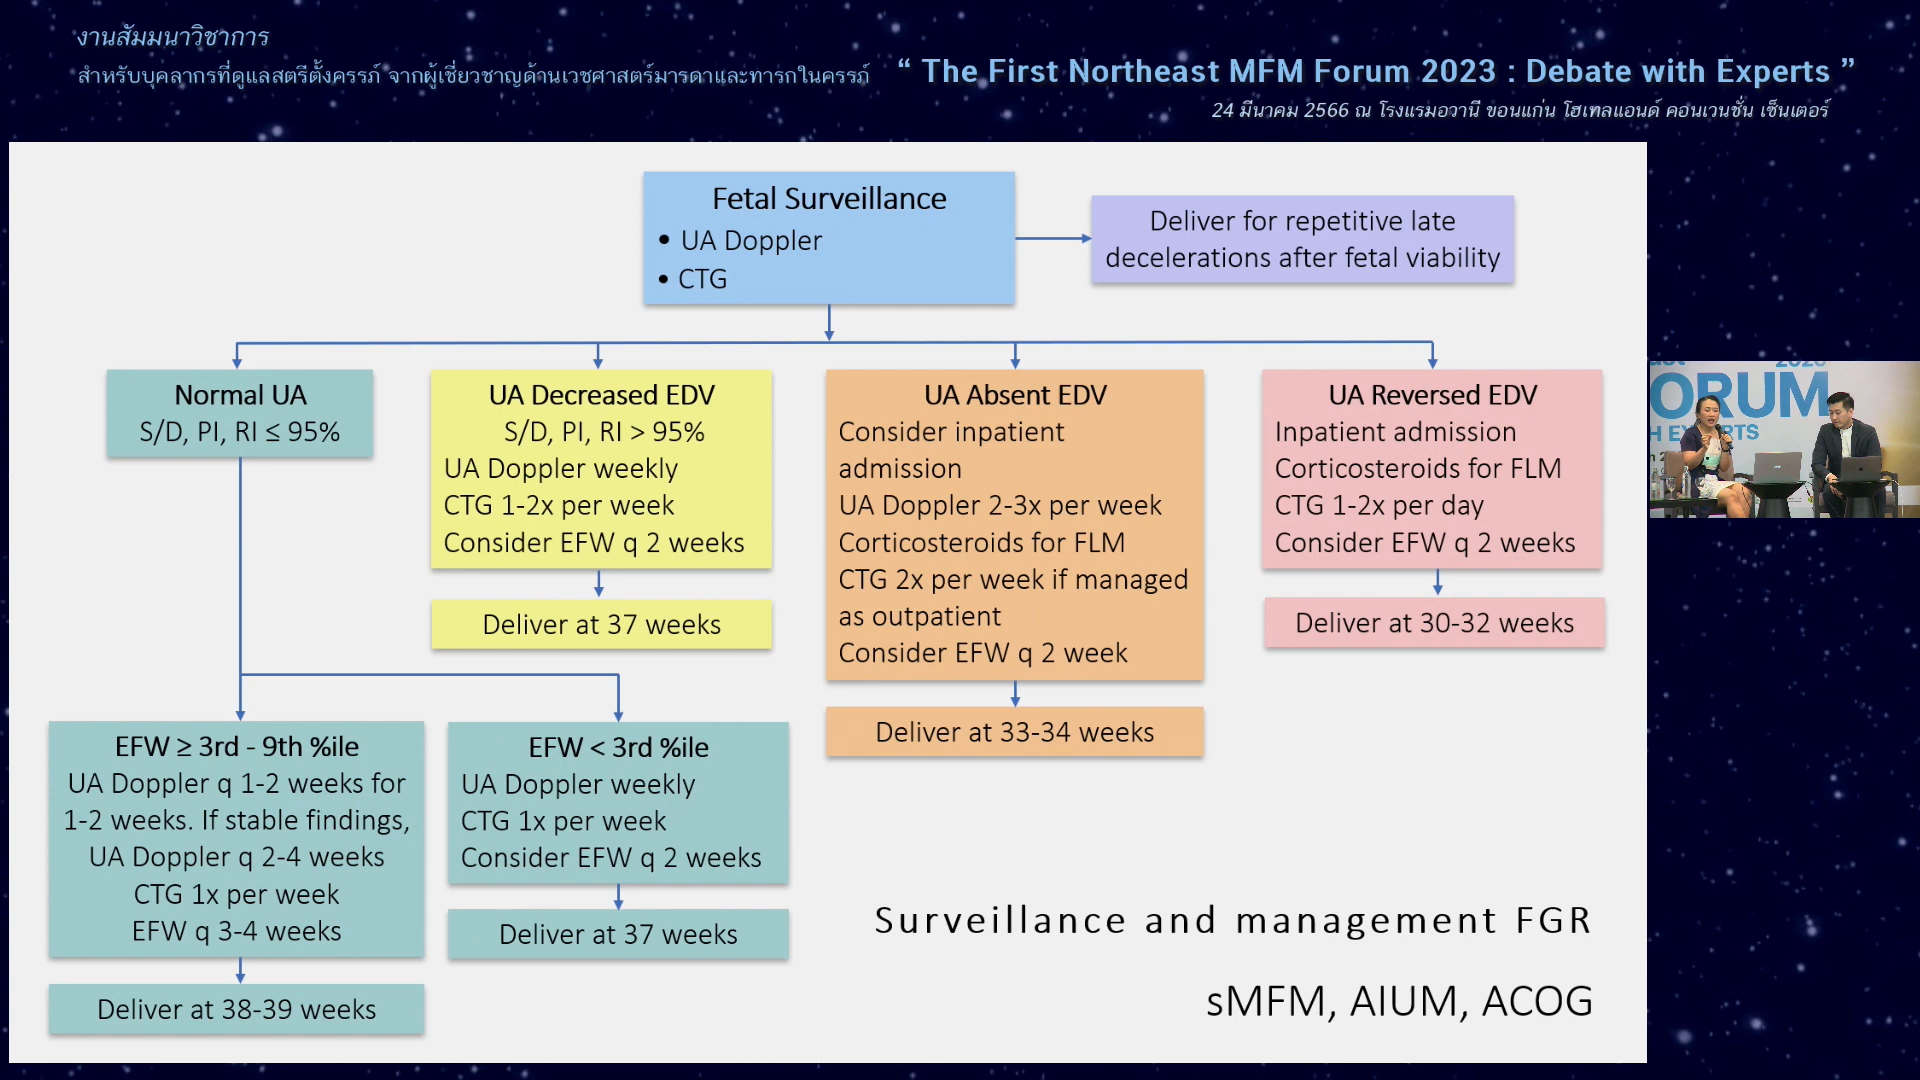 งานสัมมนาวิชาการ
สำหรับบุคลากรที่ดูแลสตรีตั้งครรภ์ จากผู้เชี่ยวชาญด้านเวชศาสตร์มารดาและทารกในครรภ์
“ The First Northeast MFM Forum 2023 : Debate with Experts ”
24 มีนาคม 2566 ณ โรงแรมอวานี ขอนแก่น โฮเทลแอนด์ คอนเวนชั่น เซ็นเตอร์
Fetal Surveillance
• UA Doppler
• CTG
Deliver for repetitive late
decelerations after fetal viability
Normal UA
S/D, PI, RI ≤ 95%
UA Decreased EDV
S/D, PI, RI > 95%
UA Doppler weekly
CTG 1-2x per week
Consider EFW q 2 weeks
Deliver at 37 weeks
UA Absent EDV
Consider inpatient
admission
UA Doppler 2-3x per week
Corticosteroids for FLM
CTG 2x per week if managed
as outpatient
Consider EFW q 2 week
Deliver at 33-34 weeks
UA Reversed EDV
Inpatient admission
Corticosteroids for FLM
CTG 1-2x per day
Consider EFW q 2 weeks
Deliver at 30-32 weeks
EFW ≥ 3rd - 9th %ile
UA Doppler q 1-2 weeks for
1-2 weeks. If stable findings,
UA Doppler q 2-4 weeks
CTG 1x per week
EFW q 3-4 weeks
Deliver at 38-39 weeks
EFW < 3rd %ile
UA Doppler weekly
CTG 1x per week
Consider EFW q 2 weeks
Deliver at 37 weeks
Surveillance and management FGR
sMFM, AIUM, ACOG
ORUM